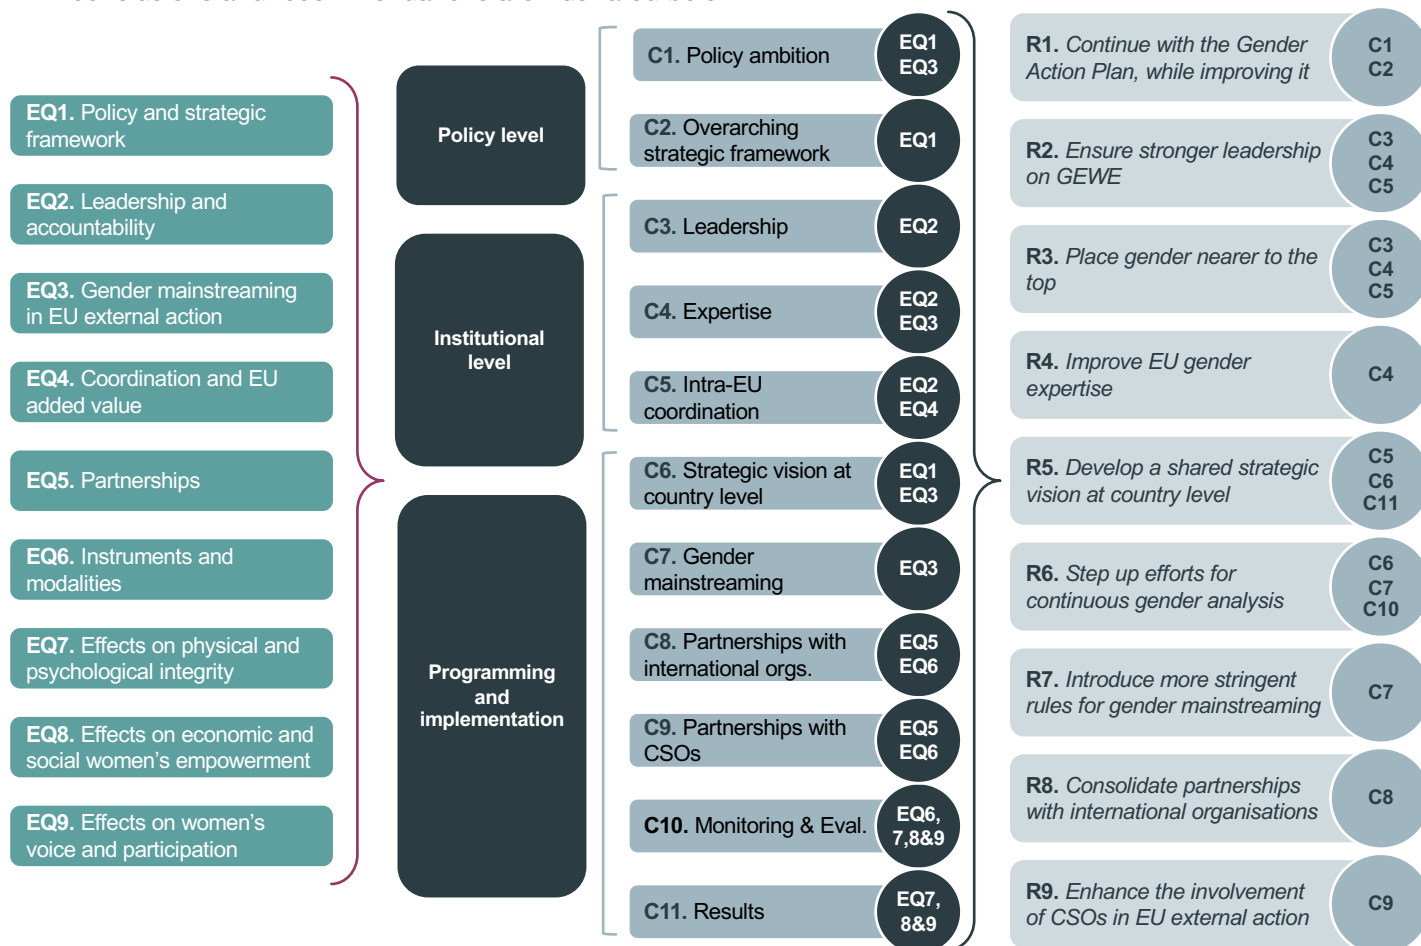 EQ1. Policy and strategic
framework
EQ2. Leadership and
accountability
EQ3. Gender mainstreaming
in EU external action
EQ4. Coordination and EU
added value
EQ5. Partnerships
EQ6. Instruments and
modalities
EQ7. Effects on physical and
psychological integrity
EQ8. Effects on economic and
social women's empowerment
EQ9. Effects on women's
voice and participation
Policy level
Institutional
level
Programming
and
implementation
C1. Policy ambition
EQ1
EQ3
C2. Overarching
strategic framework
EQ1
C3. Leadership
EQ2
C4. Expertise
EQ2
EQ3
C5. Intra-EU
coordination
EQ2
EQ4
C6. Strategic vision at
country level
EQ1
EQ3
C7. Gender
mainstreaming
EQ3
C8. Partnerships with
international orgs.
EQ5
EQ6
C9. Partnerships with
CSOs
EQ5
EQ6
C10. Monitoring & Eval.
EQ6,
7,8&9
C11. Results
EQ7,
8&9
R1. Continue with the Gender
Action Plan, while improving it
C1
C2
R2. Ensure stronger leadership
on GEWE
C3
C4
C5
R3. Place gender nearer to the
top
C3
C4
C5
R4. Improve EU gender
expertise
C4
R5. Develop a shared strategic
vision at country level
C5
C6
C11
R6. Step up efforts for
continuous gender analysis
C6
C7
C10
R7. Introduce more stringent
rules for gender mainstreaming
C7
R8. Consolidate partnerships
with international organisations
C8
R9. Enhance the involvement
of CSOs in EU external action
C9